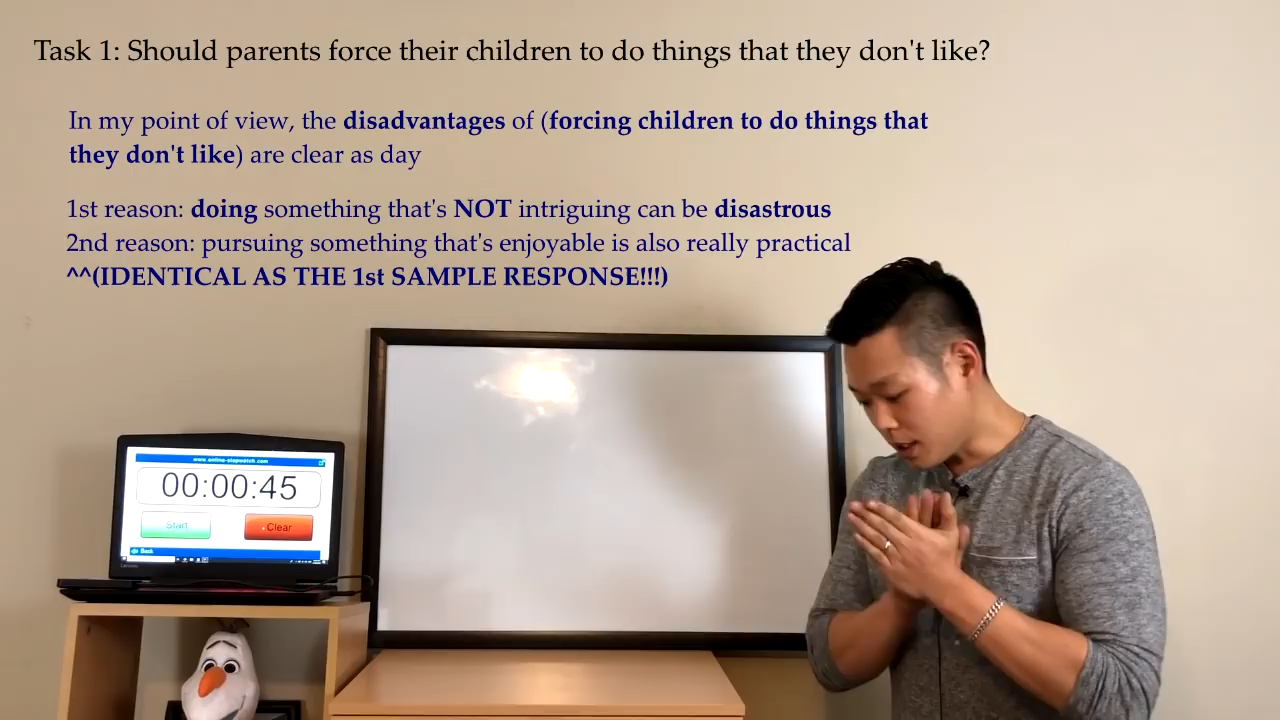 Task 1: Should parents force their children to do things that they don't like?
In my point of view, the disadvantages of (forcing children to do things that
they don't like) are clear as day
1st reason: doing something that's NOT intriguing can be disastrous
2nd reason: pursuing something that's enjoyable is also really practical
^^(IDENTICAL AS THE 1st SAMPLE RESPONSE!!!)
www.online-stopwatch.com
00:00:45
Start
Clear
Back
Lenovo